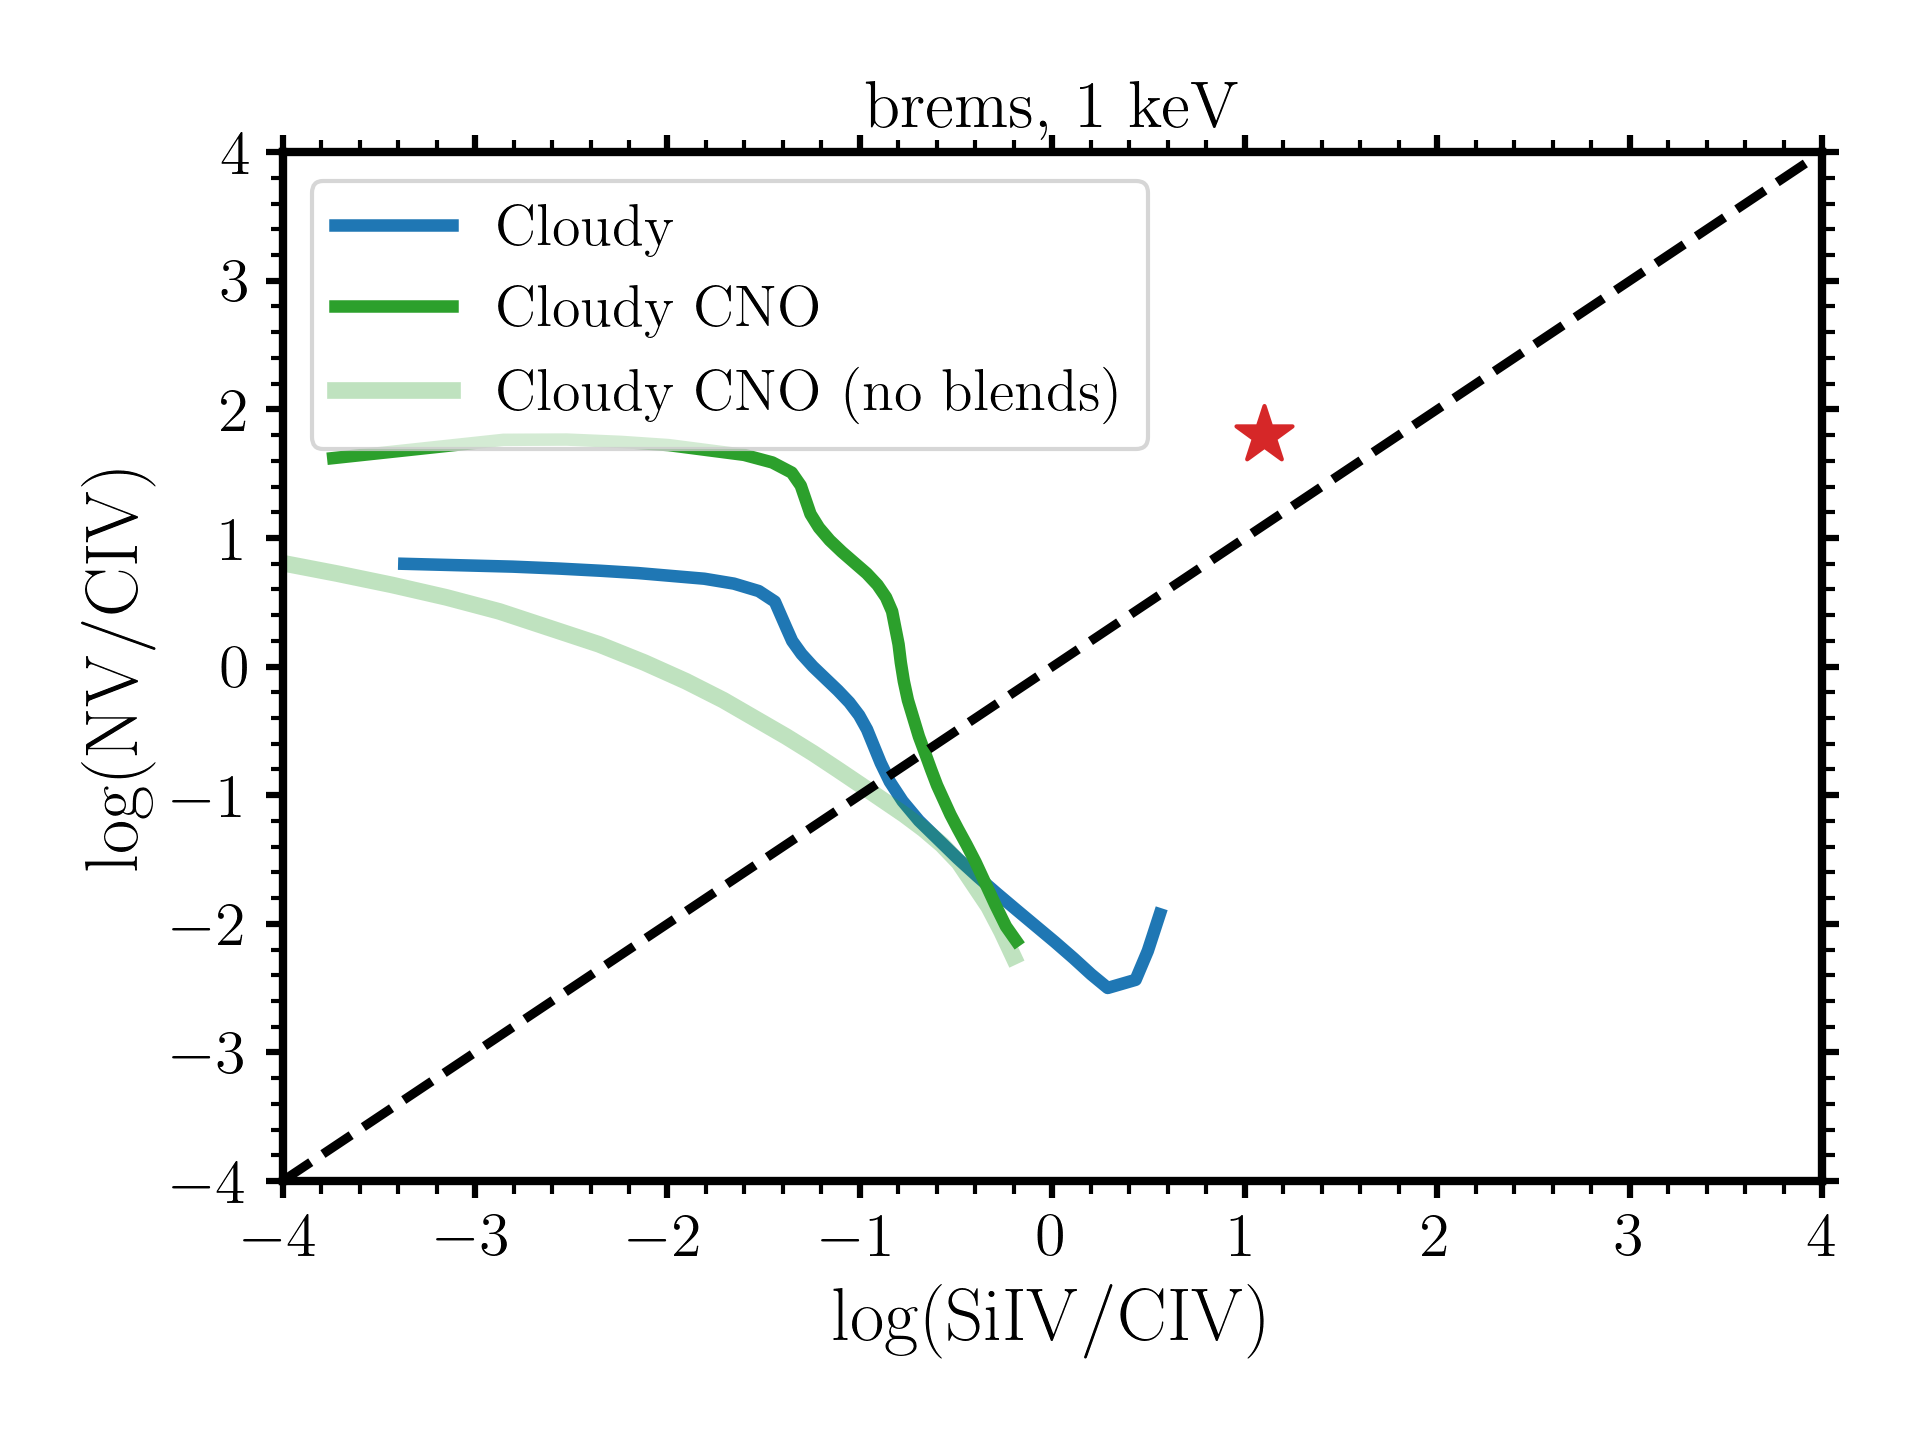 brems, 1 keV
Cloudy
Cloudy CNO
Cloudy CNO (no blends)
log(NV/CIV)
4
3
2
1
0
−1
−2
−3
−4
−4 −3 −2 −1 0 1 2 3 4
log(SiIV/CIV)